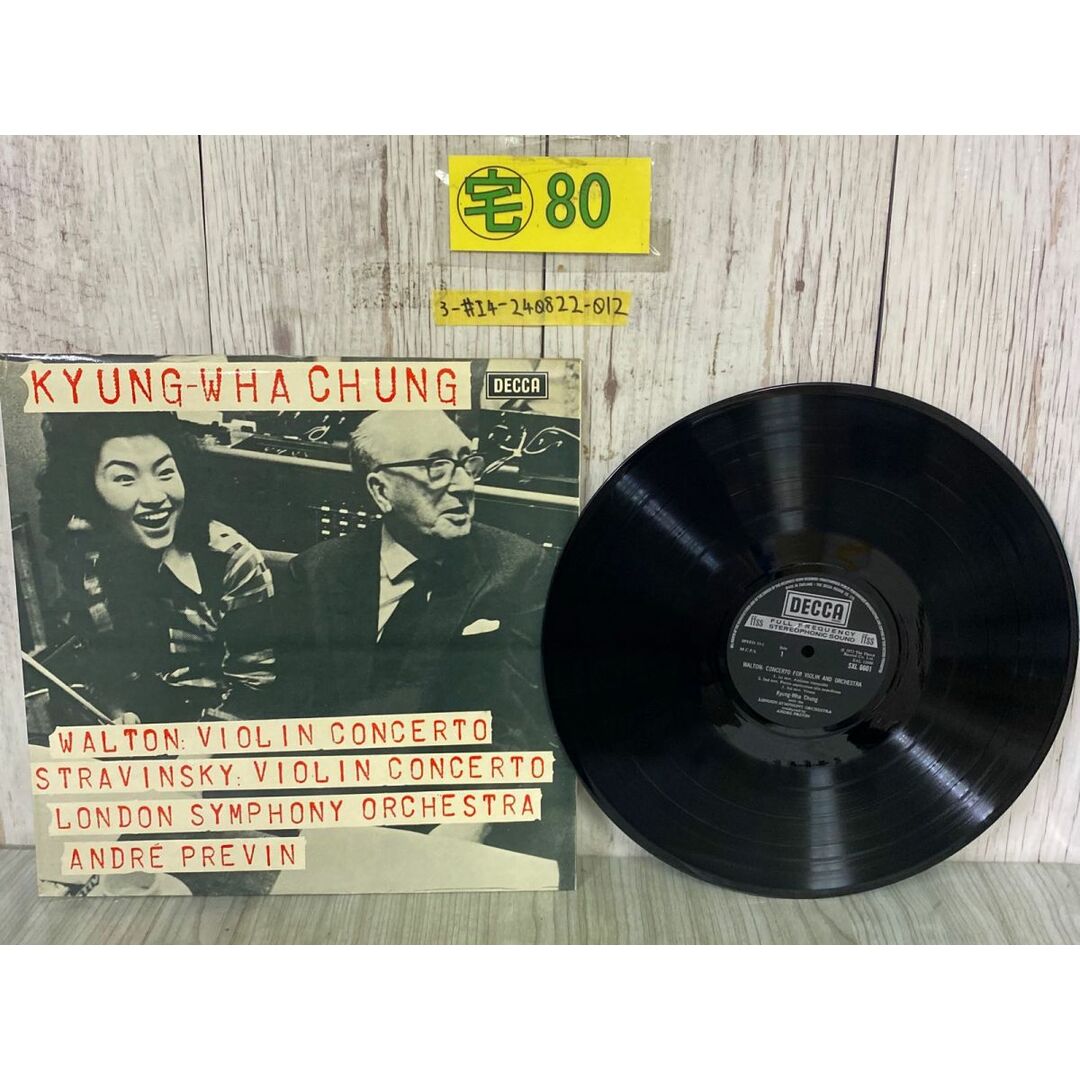 宅 80
3-#I4-240822-012
KYUNG-WHA CHUNG
DECCA
WALTON: VIOLIN CONCERTO
STRAVINSKY: VIOLIN CONCERTO
LONDON SYMPHONY ORCHESTRA
ANDRÉ PREVIN
DECCA
ffss FULL FREQUENCY ffss
STEREOPHONIC SOUND
Side
1
SXL 6601
WALTON: CONCERTO FOR VIOLIN AND ORCHESTRA
Kyung-Wha Chung
LONDON SYMPHONY ORCHESTRA
ANDRÉ PREVIN